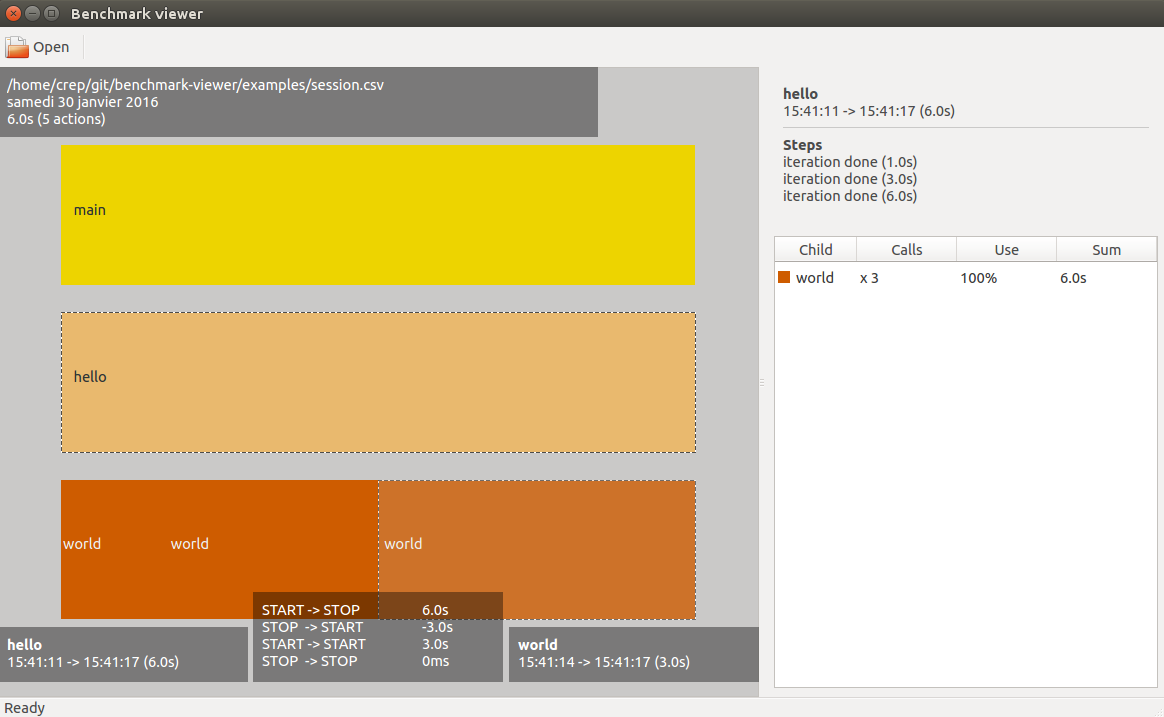 Benchmark viewer
Open
/home/crep/git/benchmark-viewer/examples/session.csv
samedi 30 janvier 2016
6.0s (5 actions)
main
hello
world world world
START -> STOP 6.0s
STOP -> START -3.0s
START -> START 3.0s
STOP -> STOP 0ms
hello
15:41:11 -> 15:41:17 (6.0s)
world
15:41:14 -> 15:41:17 (3.0s)
hello
15:41:11 -> 15:41:17 (6.0s)
Steps
iteration done (1.0s)
iteration done (3.0s)
iteration done (6.0s)
Child Calls Use Sum
world x 3 100% 6.0s
Ready